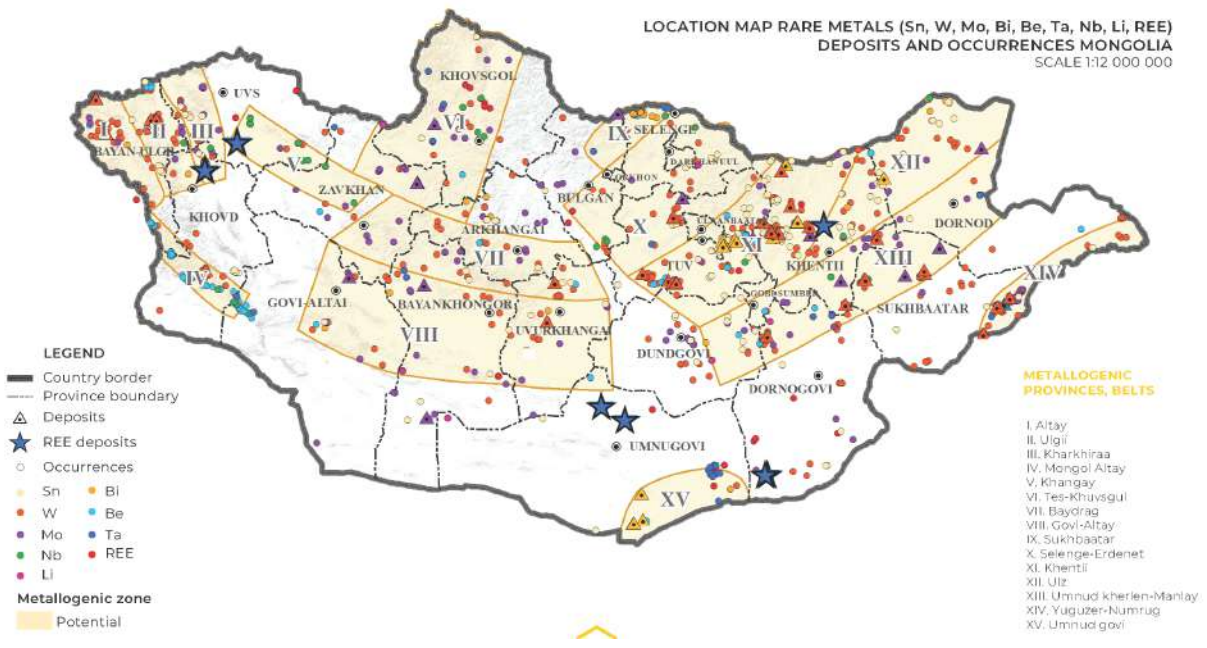 LOCATION MAP RARE METALS (Sn, W, Mo, Bi, Be, Ta, Nb, Li, REE)
DEPOSITS AND OCCURRENCES MONGOLIA
SCALE 1:12 000 000
KHOVSGOL
UVS
I
II
III
VI
IX
SELENGE
BAYAN-ULGII
V
DARKHANUUL
XII
ORKHON
ZAVKHAN
BULGAN
KHOVD
DORNOD
ARKHANGAI
X
ULAANBAATAR
XI
VII
TUV
KHENTII
XIII
XIV
IV
GOVI-ALTAI
BAYANKHONGOR
GOBI-SUMBER
SUKHBAATAR
VIII
UVURKHANGAI
DUNDGOVI
DORNOGOVI
UMNUGOVI
XV
LEGEND
Country border
Province boundary
Deposits
REE deposits
Occurrences
Sn Bi
W Be
Mo Ta
Nb REE
Li
Metallogenic zone
Potential
METALLOGENIC
PROVINCES, BELTS
I. Altay
II. Ulgii
III. Kharkhiraa
IV. Mongol Altay
V. Khangay
VI. Tes-Khuvsgul
VII. Baydrag
VIII. Govi-Altay
IX. Sukhbaatar
X. Selenge-Erdenet
XI. Khentii
XII. Ulz
XIII. Umnud kherlen-Manlay
XIV. Yuguzer-Numrug
XV. Umnud govi